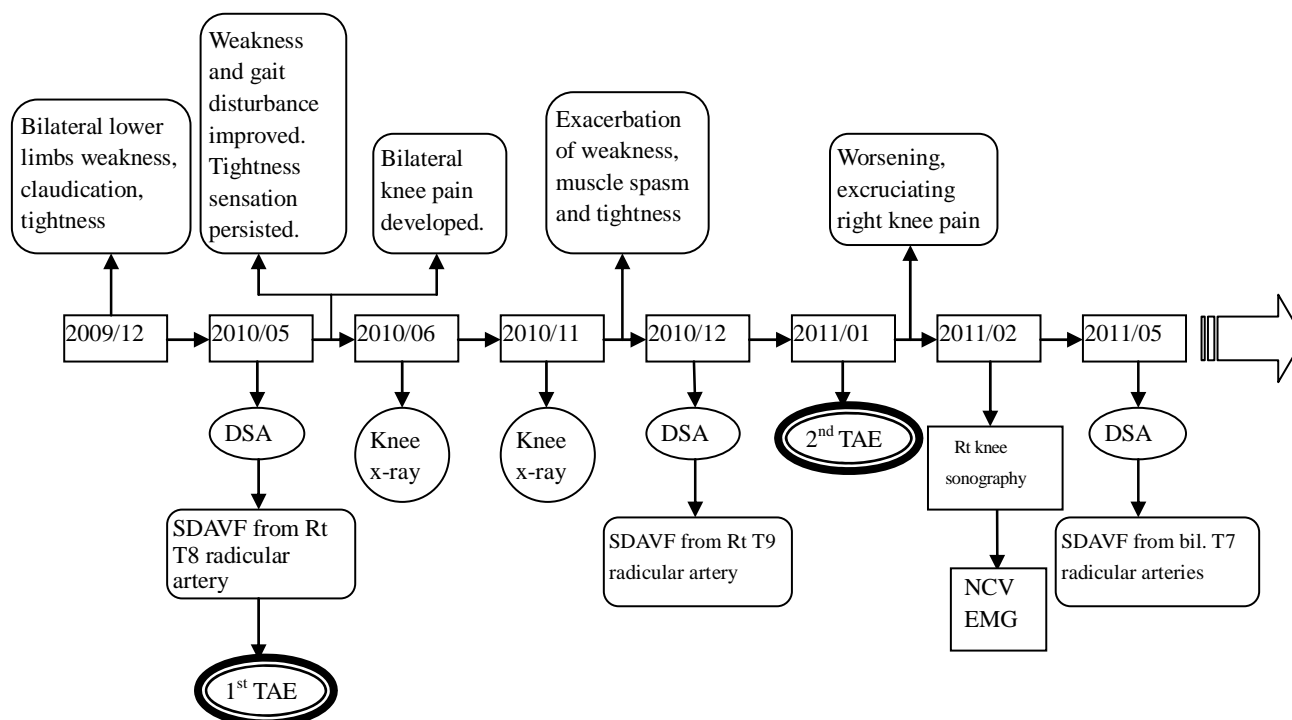 Weakness
and gait
disturbance
improved.
Tightness
sensation
persisted.
Bilateral lower
limbs weakness,
claudication,
tightness
Bilateral
knee pain
developed.
Exacerbation
of weakness,
muscle spasm
and tightness
Worsening,
excruciating
right knee pain
2009/12
2010/05
2010/06
2010/11
2010/12
2011/01
2011/02
2011/05
DSA
Knee
x-ray
Knee
x-ray
DSA
2nd TAE
Rt knee
sonography
DSA
SDAVF from Rt
T8 radicular
artery
SDAVF from Rt T9
radicular artery
NCV
EMG
SDAVF from bil. T7
radicular arteries
1st TAE